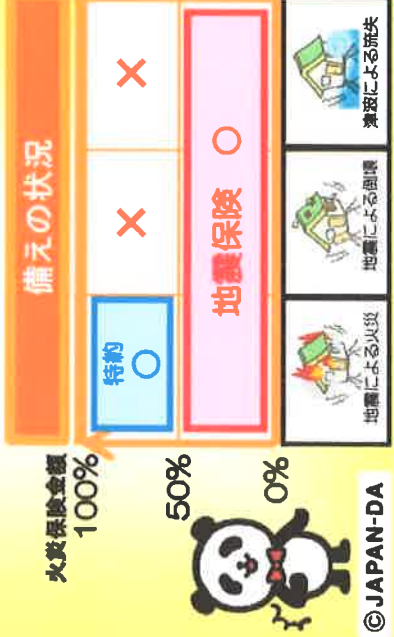 備えの状況
火災保険金額
100%
50%
0%
特約
○
×
×
地震保険 ○
地震による火災
地震による倒壊
津波による流失
©JAPAN-DA